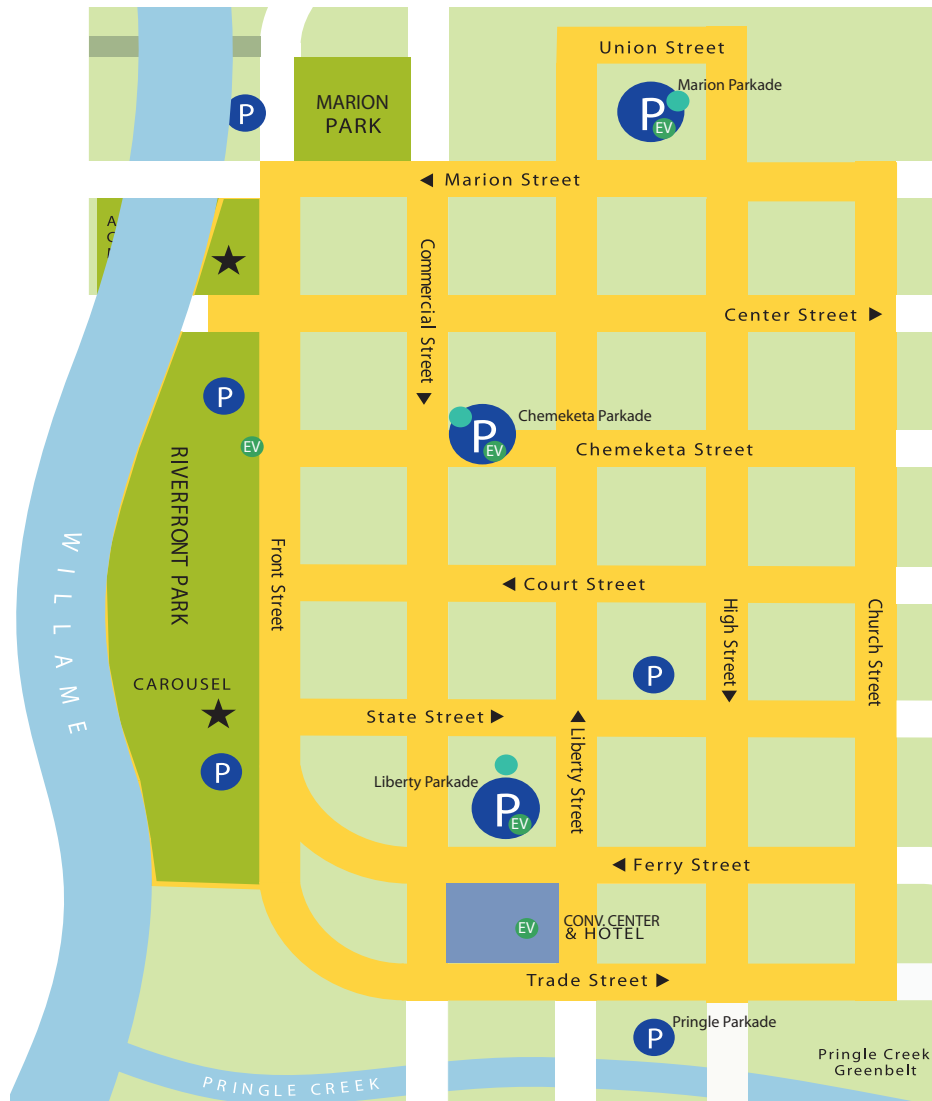 Union Street
Marion Parkade
P
EV
P
MARION
PARK
Marion Street
A
Commercial Street
Center Street
P
Chemeketa Parkade
P
EV
EV
Chemeketa Street
RIVERFRONT PARK
WILLAME
Front Street
Court Street
High Street
Church Street
P
CAROUSEL
State Street
Liberty Street
P
Liberty Parkade
P
EV
Ferry Street
EV
CONV. CENTER
& HOTEL
Trade Street
P
Pringle Parkade
Pringle Creek
Greenbelt
PRINGLE CREEK